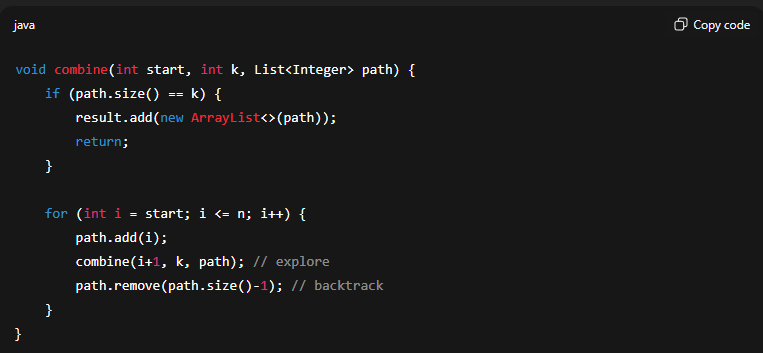 java
Copy code
void combine(int start, int k, List<Integer> path) {
    if (path.size() == k) {
        result.add(new ArrayList<>(path));
        return;
    }

    for (int i = start; i <= n; i++) {
        path.add(i);
        combine(i+1, k, path); // explore
        path.remove(path.size()-1); // backtrack
    }
}